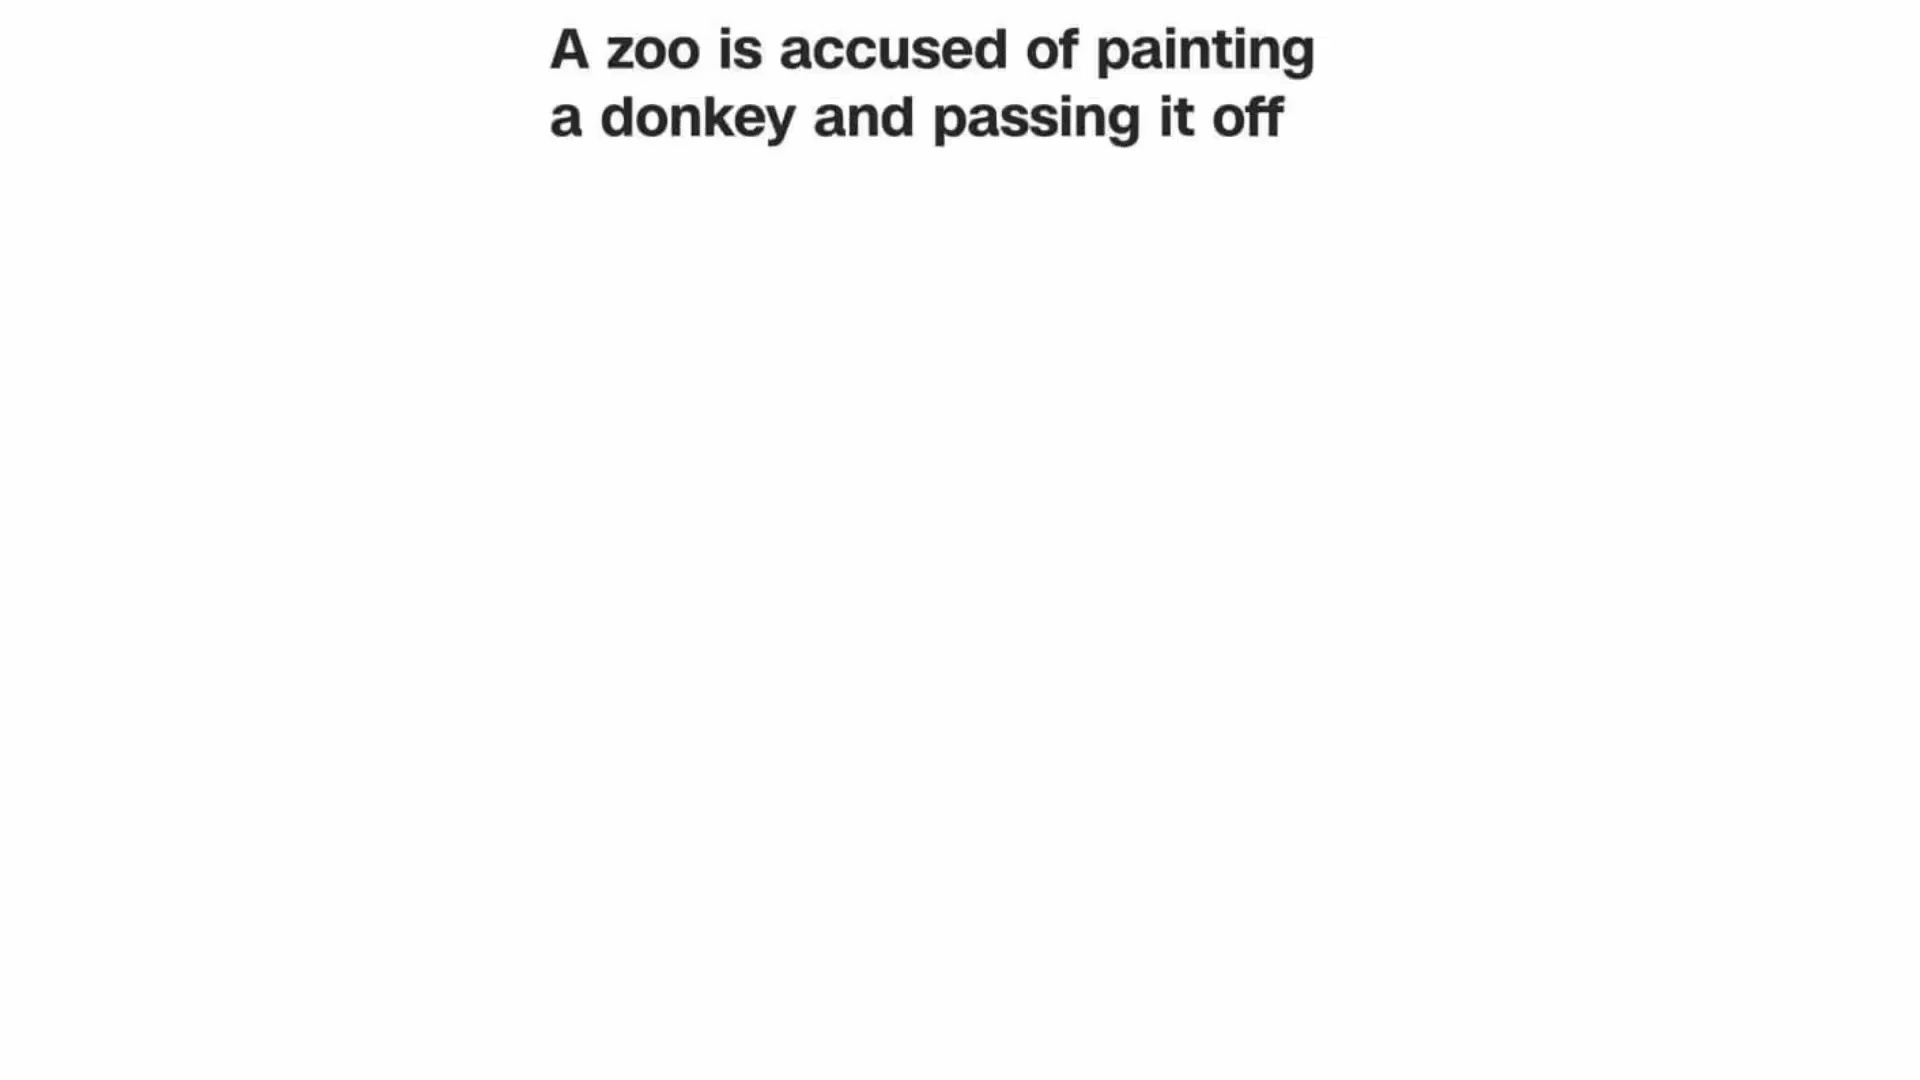 A zoo is accused of painting
a donkey and passing it off